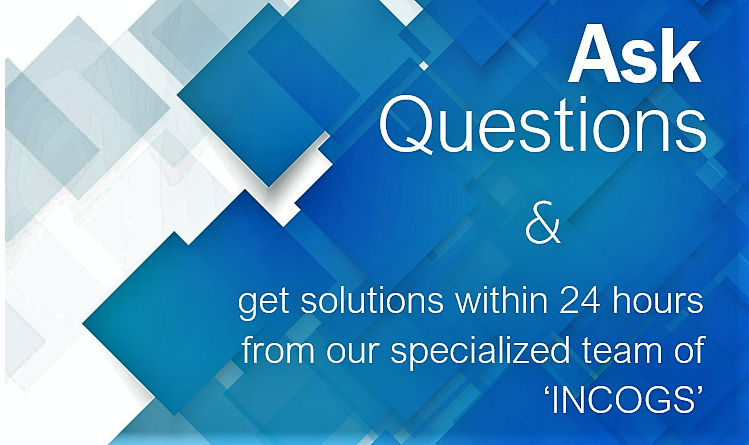 Ask
Questions
&
get solutions within 24 hours
from our specialized team of
‘INCOGS’